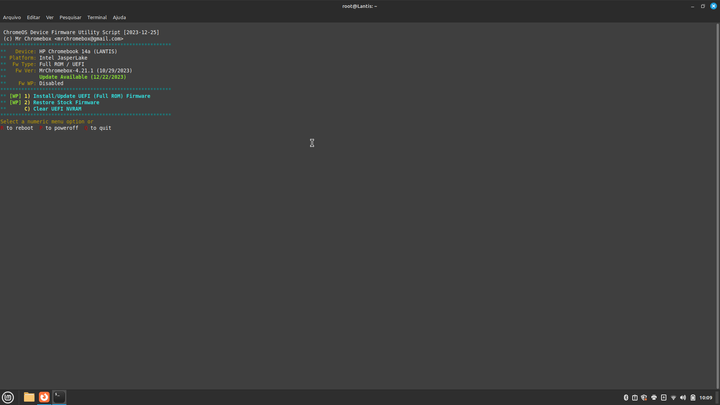 root@Lantis: ~
Arquivo Editar Ver Pesquisar Terminal Ajuda
ChromeOS Device Firmware Utility Script [2023-12-25]
(c) Mr Chromebox <mrchromebox@gmail.com>
*********************************************************
** Device: HP Chromebook 14a (LANTIS)
** Platform: Intel JasperLake
** Fw Type: Full ROM / UEFI
** Fw Ver: MrChromebox-4.21.1 (10/29/2023)
** Update Available (12/22/2023)
** Fw WP: Disabled
*********************************************************
** [WP] 1) Install/Update UEFI (Full ROM) Firmware
** [WP] 2) Restore Stock Firmware
** C) Clear UEFI NVRAM
*********************************************************
Select a numeric menu option or
to reboot to poweroff to quit
10:09